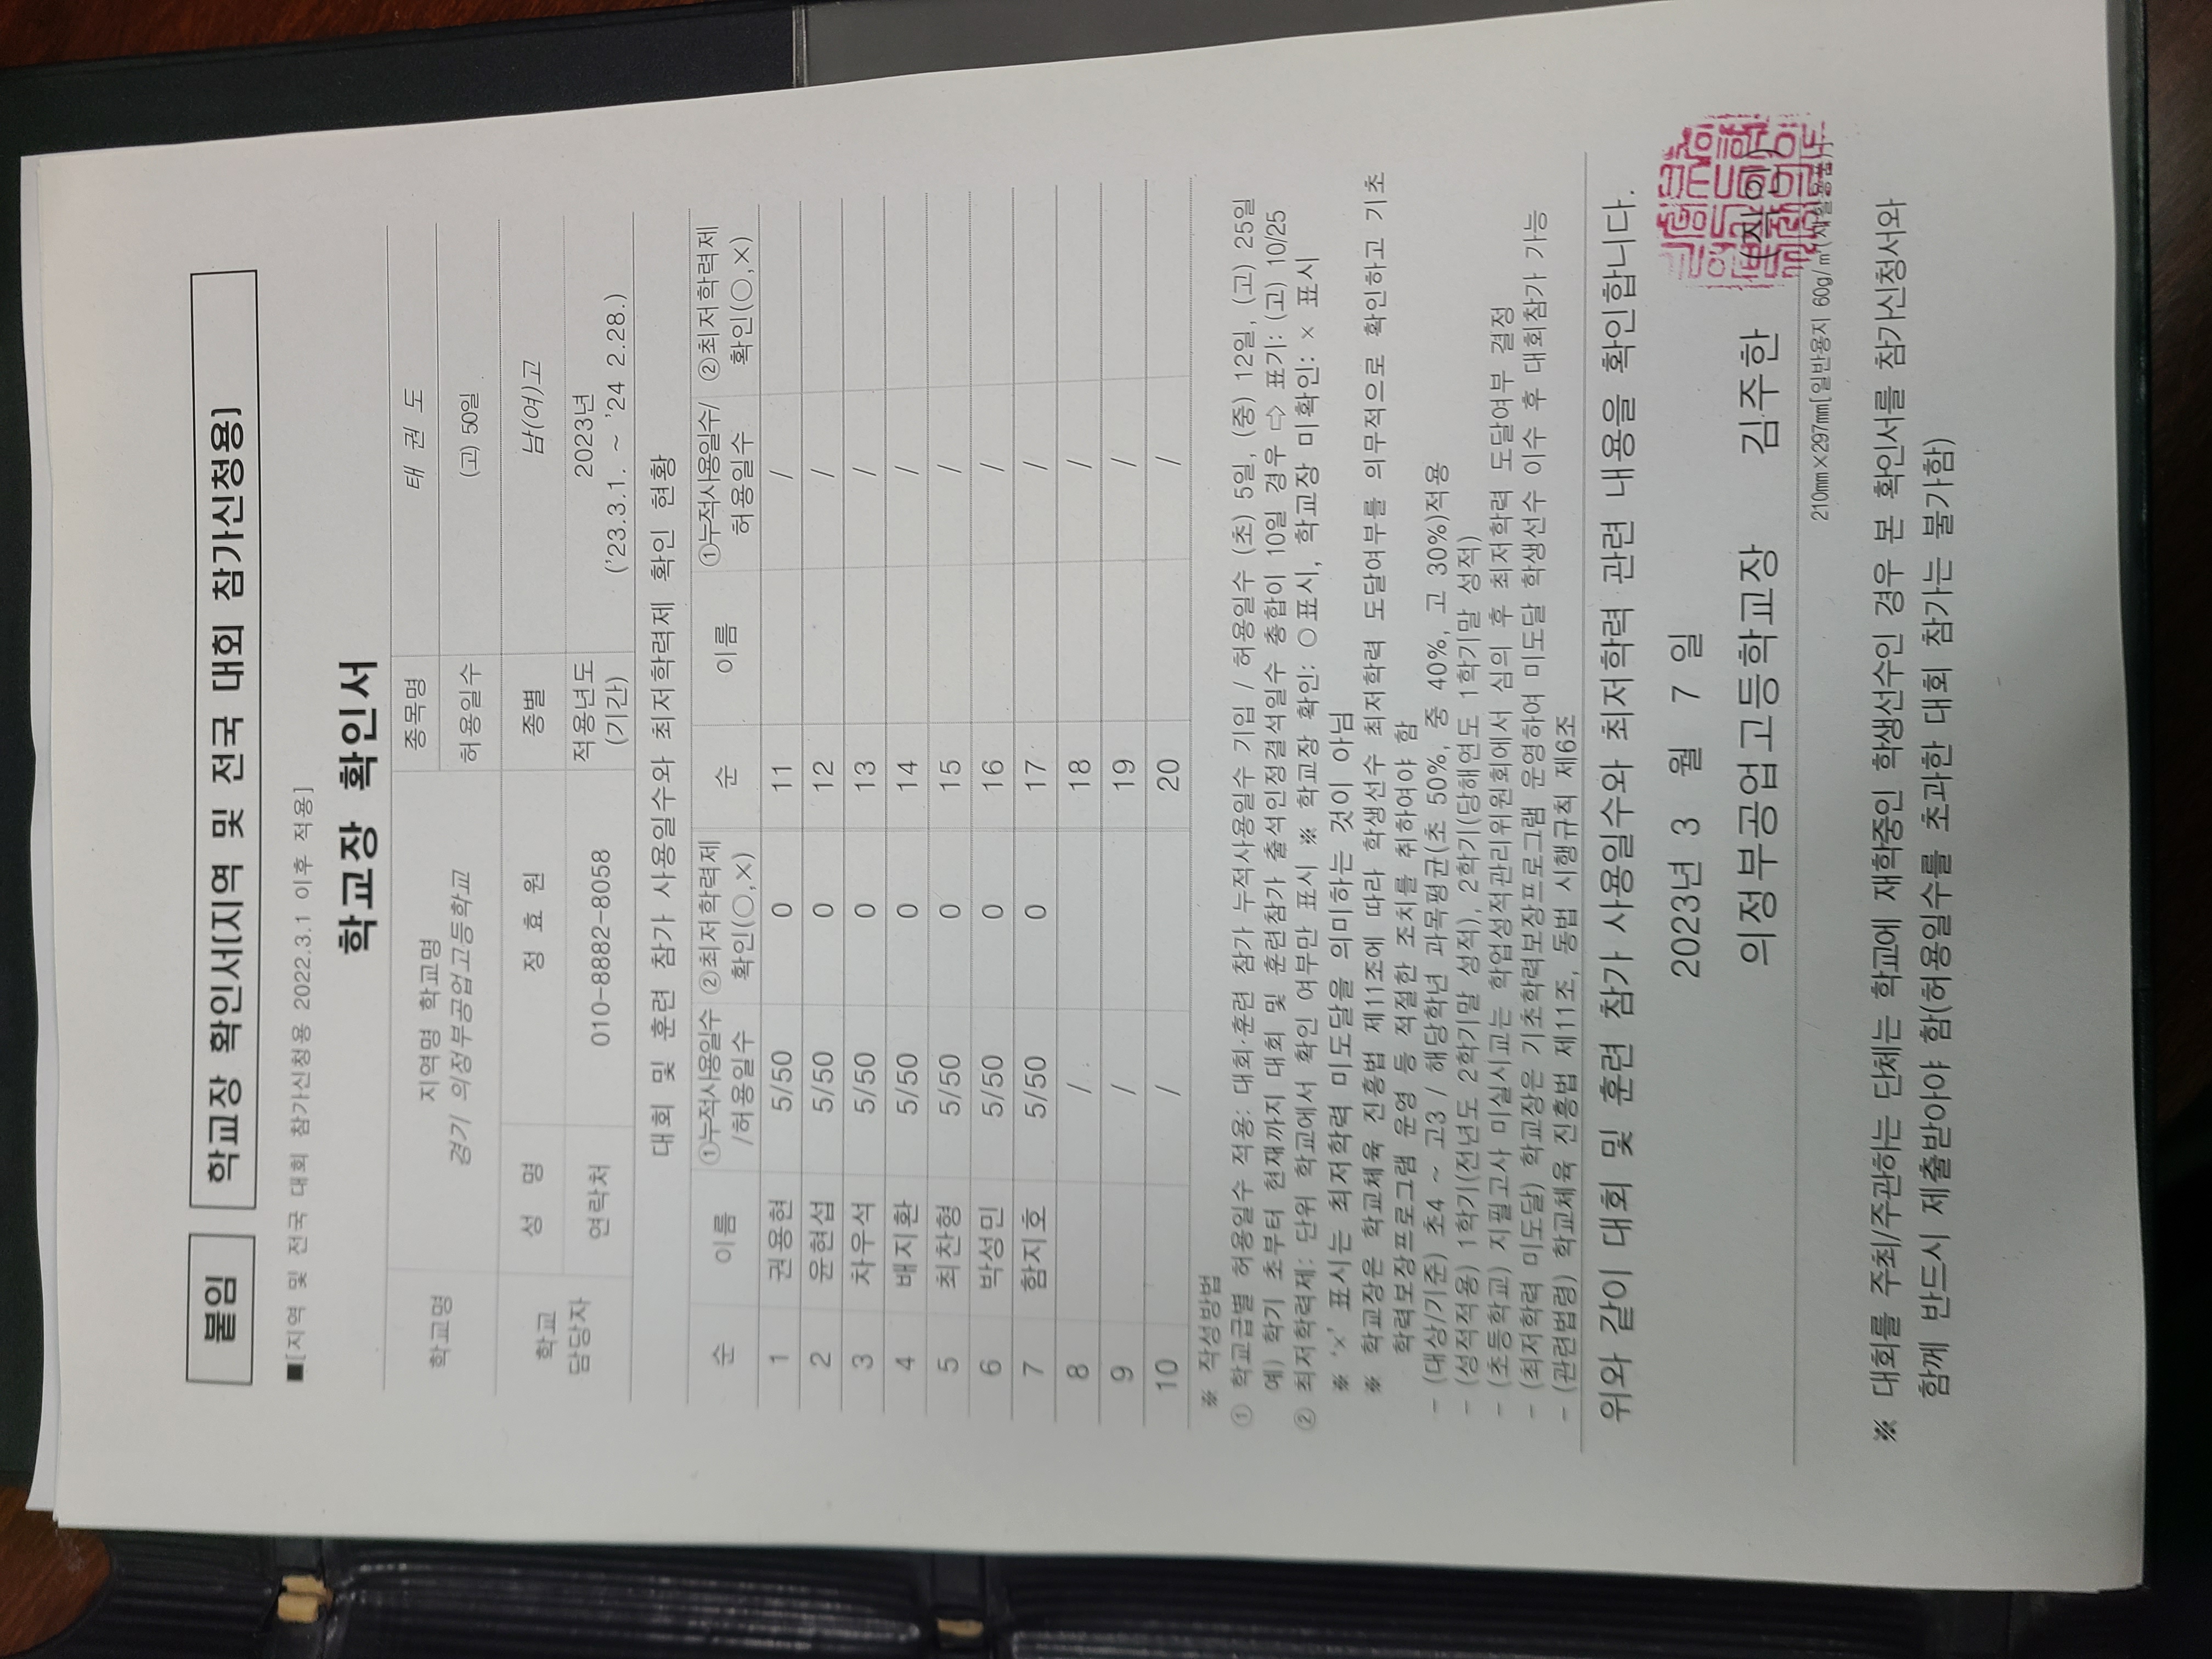 붙임 학교장 확인서(지역 및 전국 대회 참가신청용)
■[지역 및 전국 대회 참가신청용 2022.3.1 이후 적용]
학교장 확인서
학교명 지역명 학교명 종목명 태 권 도
경기 의정부공업고등학교 허용일수 (고) 50일
학교 성 명 정 효 원 종별 남(여)고
담당자 연락처 010-8882-8058 적용년도 2023년
(기간) ('23.3.1. ~ '24 2.28.)
대회 및 훈련 참가 사용일수와 최저학력제 확인 현황
순 이름 ①누적사용일수 ②최저학력제 순 이름 ①누적사용일수/ ②최저학력제
/허용일수 확인(○,×) 허용일수 확인(○,×)
1 권용현 5/50 0 11 /
2 윤현섭 5/50 0 12 /
3 차우석 5/50 0 13 /
4 배지환 5/50 0 14 /
5 최찬형 5/50 0 15 /
6 박성민 5/50 0 16 /
7 함지호 5/50 0 17 /
8 / 18 /
9 / 19 /
10 / 20 /
※ 작성방법
① 학교급별 허용일수 적용: 대회·훈련 참가 누적사용일수 기입 / 허용일수 (초) 5일, (중) 12일, (고) 25일
예) 학기 초부터 현재까지 대회 및 훈련참가 출석인정결석일수 총합이 10일 경우 ⇨ 표기: (고) 10/25
② 최저학력제: 단위 학교에서 확인 여부만 표시 ※ 학교장 확인: ○표시, 학교장 미확인: × 표시
※ '×' 표시는 최저학력 미도달을 의미하는 것이 아님
※ 학교장은 학교체육 진흥법 제11조에 따라 학생선수 최저학력 도달여부를 의무적으로 확인하고 기초
학력보장프로그램 운영 등 적절한 조치를 취하여야 함
- (대상/기준) 초4 ~ 고3 / 해당학년 과목평균(초 50%, 중 40%, 고 30%)적용
- (성적적용) 1학기(전년도 2학기말 성적), 2학기(당해연도 1학기말 성적)
- (초등학교) 지필고사 미실시교는 학업성적관리위원회에서 심의 후 최저학력 도달여부 결정
- (최저학력 미도달) 학교장은 기초학력보장프로그램 운영하여 미도달 학생선수 이수 후 대회참가 가능
- (관련법령) 학교체육 진흥법 제11조, 동법 시행규칙 제6조
위와 같이 대회 및 훈련 참가 사용일수와 최저학력 관련 내용을 확인합니다.
2023년 3 월 7 일
의정부공업고등학교장 김주한 (직인)
210mm×297mm[일반용지 60g/㎡(재활용품)]
※ 대회를 주최/주관하는 단체는 학교에 재학중인 학생선수인 경우 본 확인서를 참가신청서와
함께 반드시 제출받아야 함(허용일수를 초과한 대회 참가는 불가함)